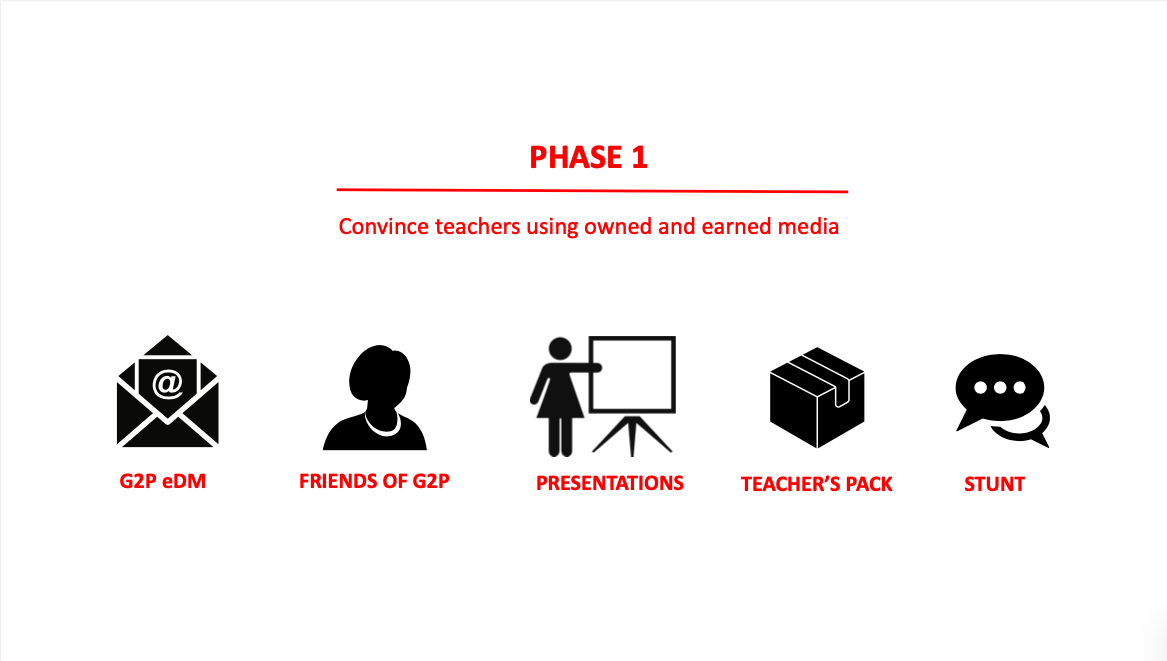 PHASE 1
Convince teachers using owned and earned media
@
G2P eDM
FRIENDS OF G2P
PRESENTATIONS
TEACHER’S PACK
STUNT